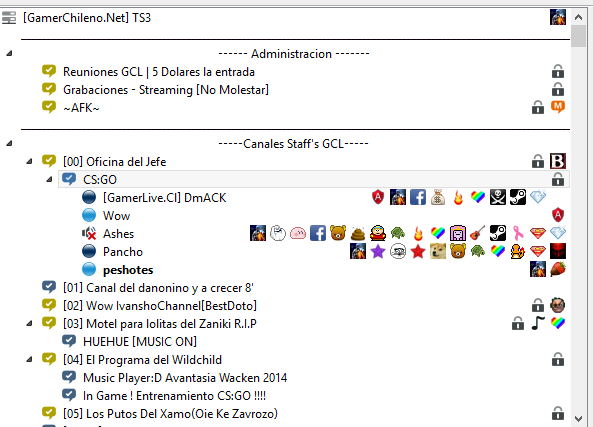 [GamerChileno.Net] TS3
------ Administracion -------
Reuniones GCL | 5 Dolares la entrada
Grabaciones - Streaming [No Molestar]
~AFK~
-----Canales Staff's GCL-----
[00] Oficina del Jefe
CS:GO
[GamerLive.Cl] DmACK
Wow
Ashes
Pancho
peshotes
[01] Canal del danonino y a crecer 8'
[02] Wow IvanshoChannel[BestDoto]
[03] Motel para lolitas del Zaniki R.I.P
HUEHUE [MUSIC ON]
[04] El Programa del Wildchild
Music Player:D Avantasia Wacken 2014
In Game ! Entrenamiento CS:GO !!!!
[05] Los Putos Del Xamo(Oie Ke Zavrozo)